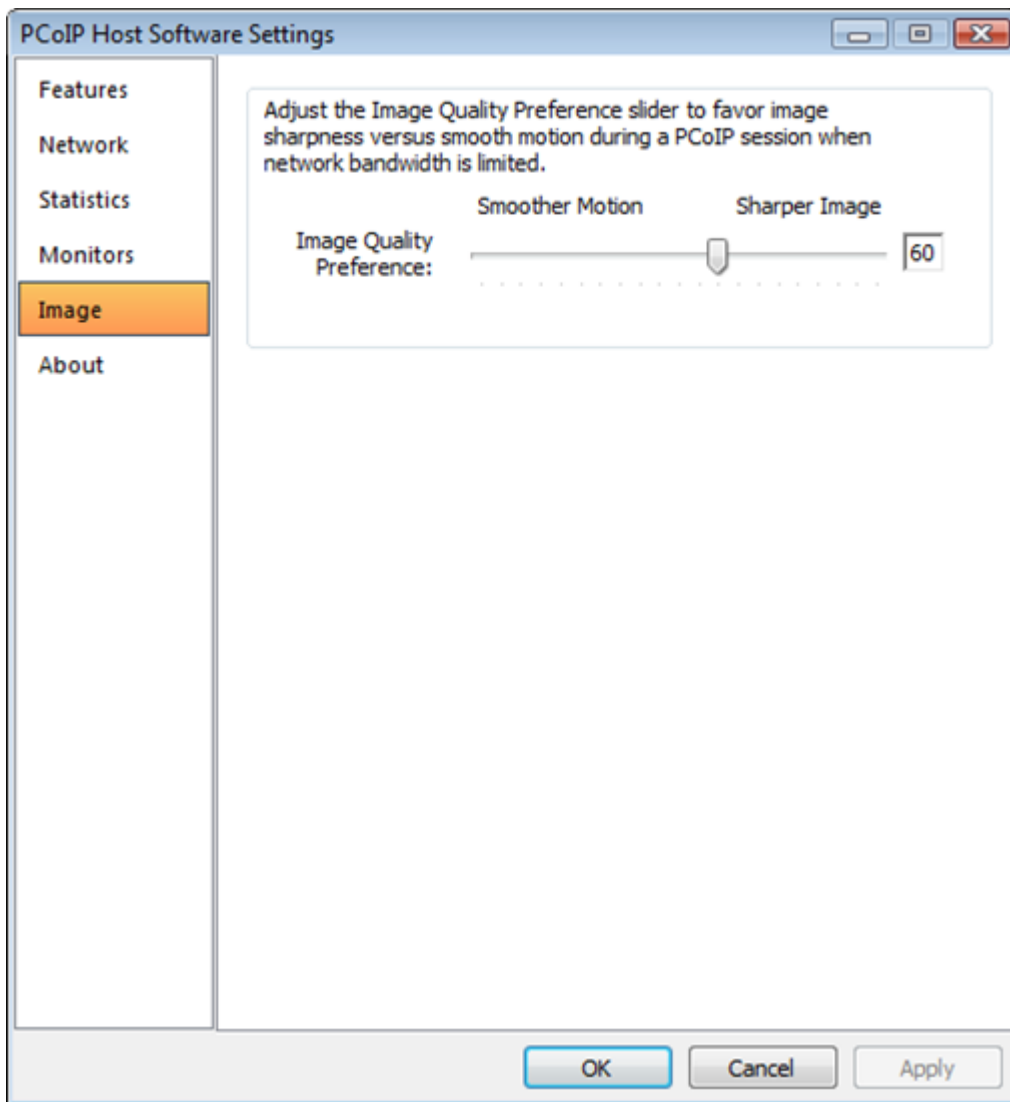 PCoIP Host Software Settings
Features
Network
Statistics
Monitors
Image
About
Adjust the Image Quality Preference slider to favor image
sharpness versus smooth motion during a PCoIP session when
network bandwidth is limited.
Smoother Motion Sharper Image
Image Quality
Preference:
60
OK Cancel Apply